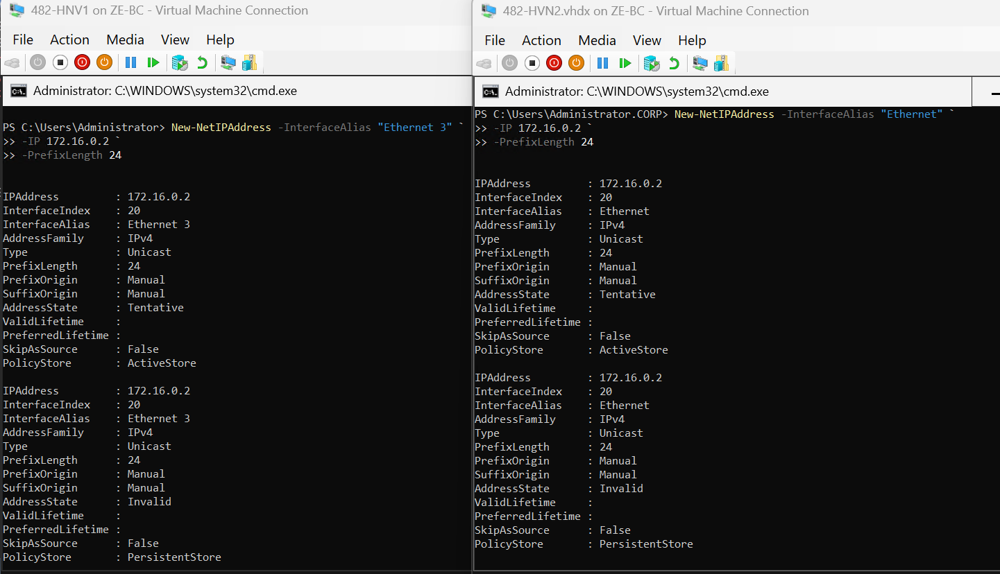 482-HNV1 on ZE-BC - Virtual Machine Connection
File Action Media View Help
Administrator: C:\WINDOWS\system32\cmd.exe
PS C:\Users\Administrator> New-NetIPAddress -InterfaceAlias "Ethernet 3" `
>> -IP 172.16.0.2 `
>> -PrefixLength 24
IPAddress : 172.16.0.2
InterfaceIndex : 20
InterfaceAlias : Ethernet 3
AddressFamily : IPv4
Type : Unicast
PrefixLength : 24
PrefixOrigin : Manual
SuffixOrigin : Manual
AddressState : Tentative
ValidLifetime :
PreferredLifetime :
SkipAsSource : False
PolicyStore : ActiveStore
IPAddress : 172.16.0.2
InterfaceIndex : 20
InterfaceAlias : Ethernet 3
AddressFamily : IPv4
Type : Unicast
PrefixLength : 24
PrefixOrigin : Manual
SuffixOrigin : Manual
AddressState : Invalid
ValidLifetime :
PreferredLifetime :
SkipAsSource : False
PolicyStore : PersistentStore
482-HVN2.vhdx on ZE-BC - Virtual Machine Connection
File Action Media View Help
Administrator: C:\WINDOWS\system32\cmd.exe
PS C:\Users\Administrator.CORP> New-NetIPAddress -InterfaceAlias "Ethernet" `
>> -IP 172.16.0.2 `
>> -PrefixLength 24
IPAddress : 172.16.0.2
InterfaceIndex : 20
InterfaceAlias : Ethernet
AddressFamily : IPv4
Type : Unicast
PrefixLength : 24
PrefixOrigin : Manual
SuffixOrigin : Manual
AddressState : Tentative
ValidLifetime :
PreferredLifetime :
SkipAsSource : False
PolicyStore : ActiveStore
IPAddress : 172.16.0.2
InterfaceIndex : 20
InterfaceAlias : Ethernet
AddressFamily : IPv4
Type : Unicast
PrefixLength : 24
PrefixOrigin : Manual
SuffixOrigin : Manual
AddressState : Invalid
ValidLifetime :
PreferredLifetime :
SkipAsSource : False
PolicyStore : PersistentStore